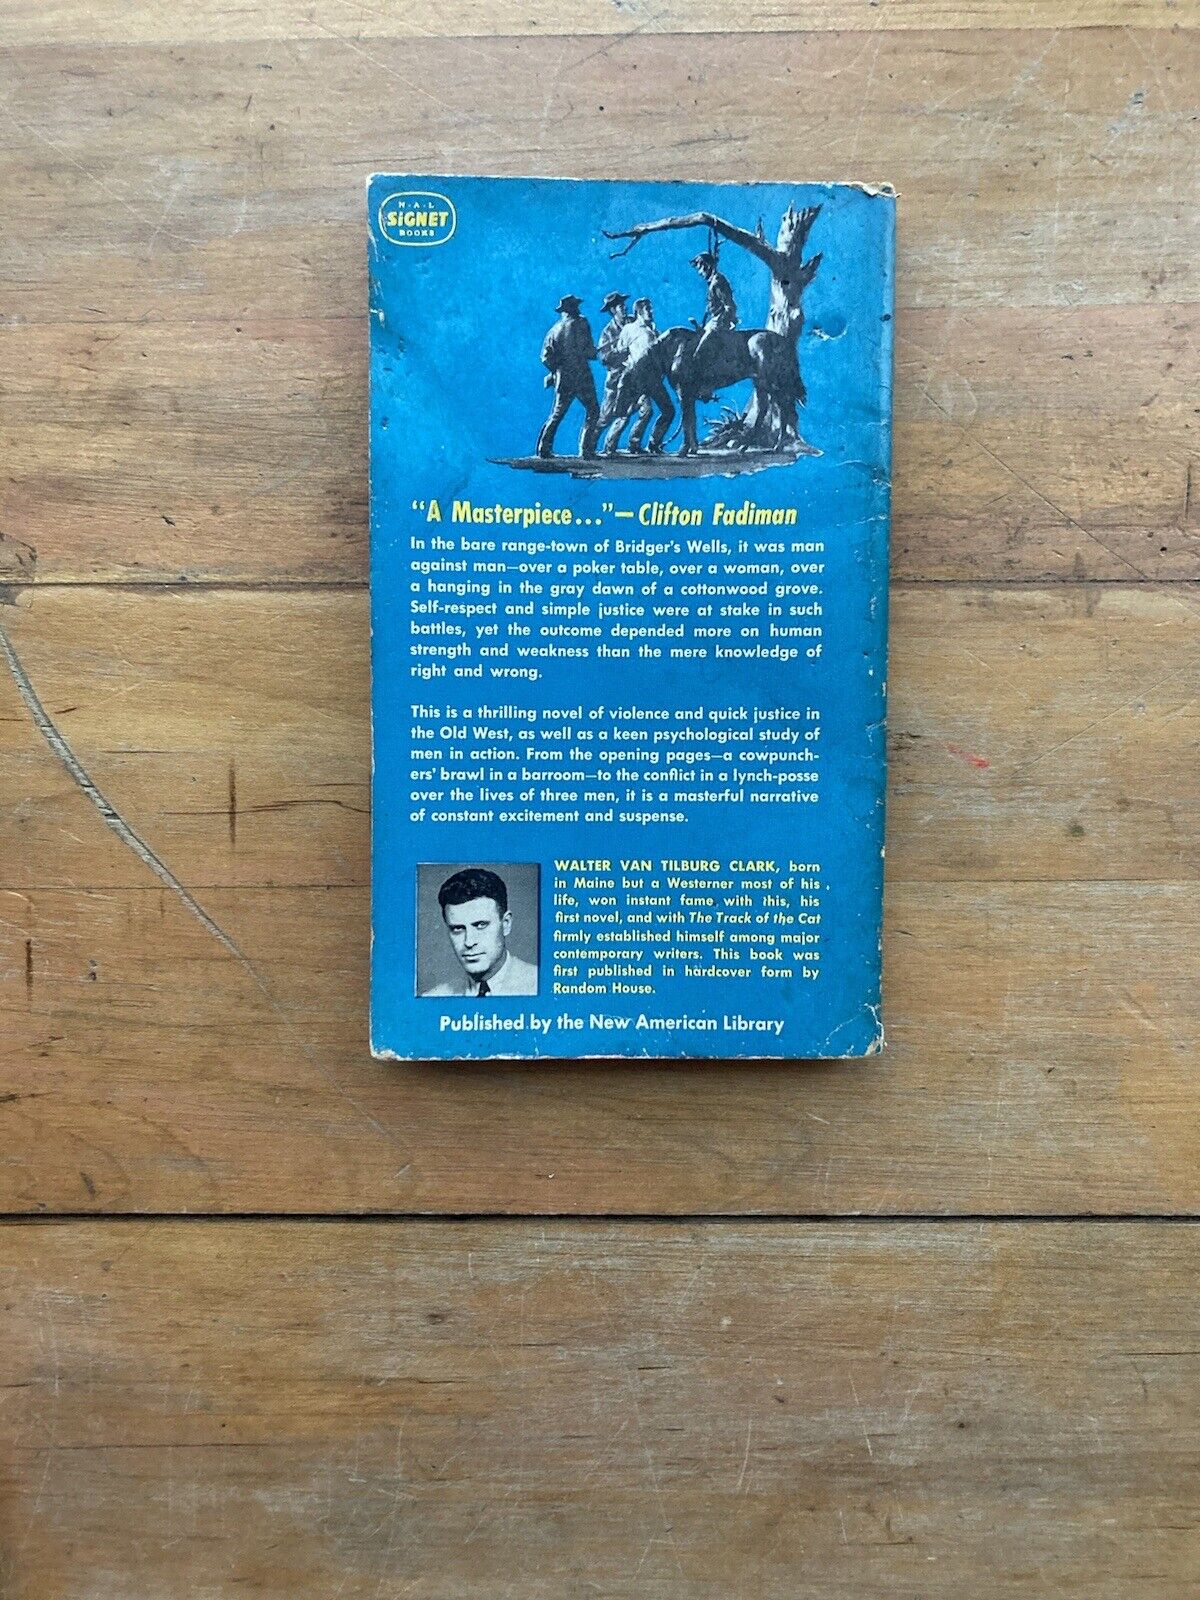 N·A·L
SIGNET
BOOKS
"A Masterpiece..."—Clifton Fadiman
In the bare range-town of Bridger's Wells, it was man
against man—over a poker table, over a woman, over
a hanging in the gray dawn of a cottonwood grove.
Self-respect and simple justice were at stake in such
battles, yet the outcome depended more on human
strength and weakness than the mere knowledge of
right and wrong.
This is a thrilling novel of violence and quick justice in
the Old West, as well as a keen psychological study of
men in action. From the opening pages—a cowpunch-
ers' brawl in a barroom—to the conflict in a lynch-posse
over the lives of three men, it is a masterful narrative
of constant excitement and suspense.
WALTER VAN TILBURG CLARK, born
in Maine but a Westerner most of his
life, won instant fame with this, his
first novel, and with The Track of the Cat
firmly established himself among major
contemporary writers. This book was
first published in hardcover form by
Random House.
Published by the New American Library